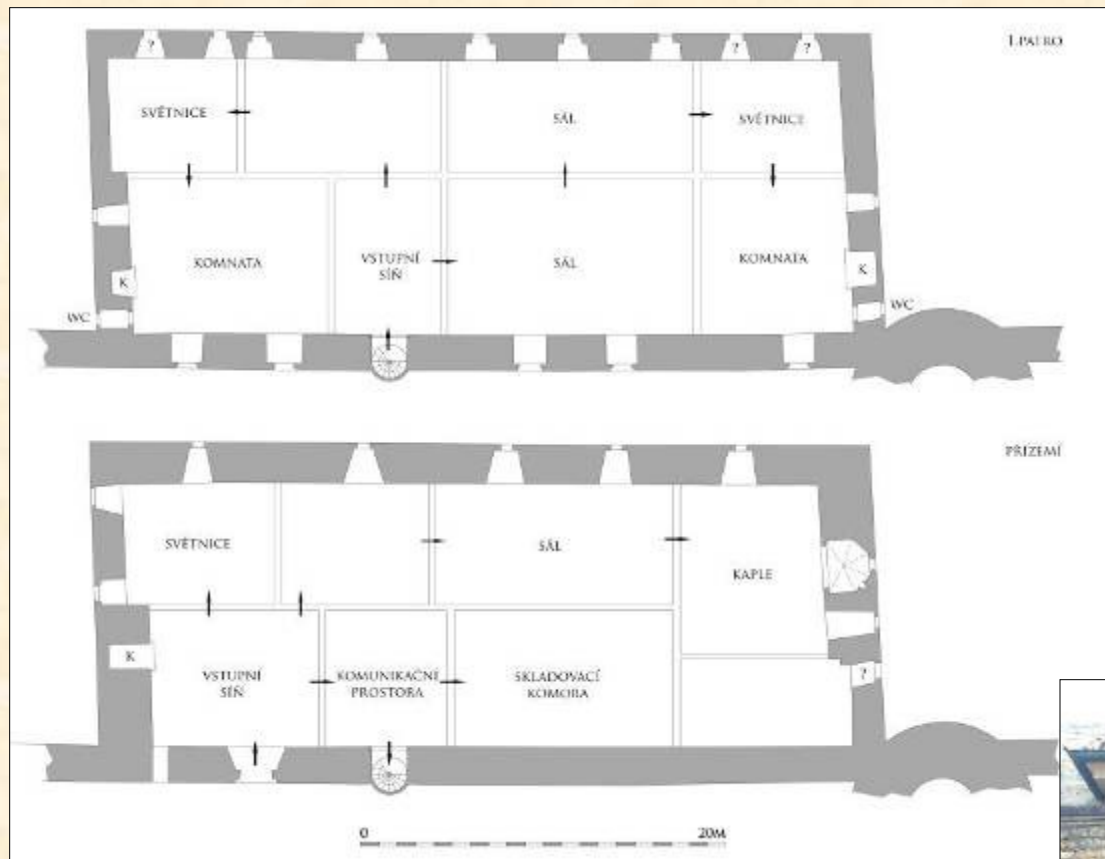 1.PATRO
?
?
?
SVĚTNICE
SÁL
SVĚTNICE
KOMNATA
VSTUPNÍ
SÍŇ
SÁL
KOMNATA
K
K
WC
WC
PŘÍZEMÍ
SVĚTNICE
SÁL
KAPLE
K
VSTUPNÍ
SÍŇ
KOMUNIKAČNÍ
PROSTORA
SKLADOVACÍ
KOMORA
?
0
20M